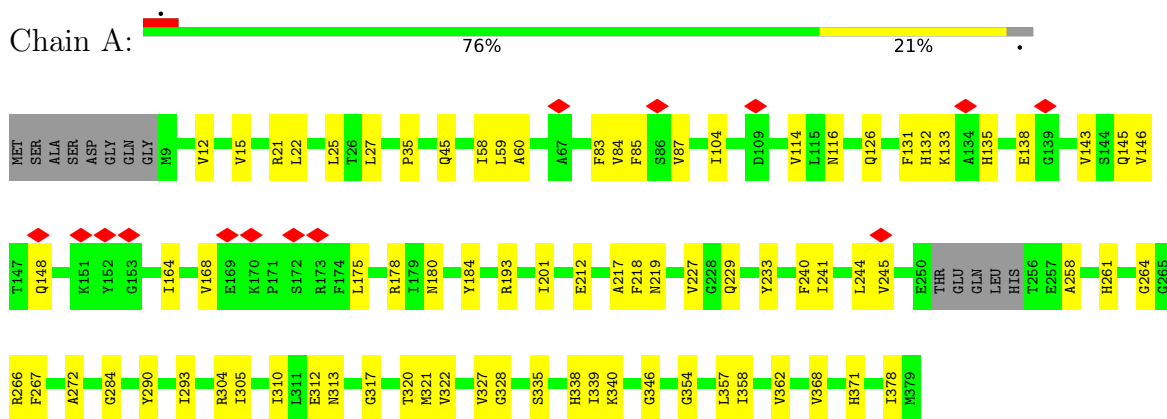 Chain A:
76% 21%
MET SER ALA SER ASP GLY GLN GLY M9 V12 V15 R21 L22 L25 T26 L27 P35 Q45 I58 L59 A60 A67 F83 V84 F85 S86 V87 I104 D109 V114 L115 N116 Q126 F131 H132 K133 A134 H135 E138 G139 V143 S144 Q145 V146
T147 Q148 K151 Y152 G153 I164 V168 E169 K170 P171 S172 R173 F174 L175 R178 I179 N180 Y184 R193 I201 E212 A217 F218 N219 V227 G228 Q229 Y233 F240 I241 L244 V245 E250 THR GLU GLN LEU HIS T256 E257 A258 H261 G264 G265
R266 F267 A272 G284 Y290 I293 R304 I305 I310 L311 E312 N313 G317 T320 M321 V322 V327 G328 S335 H338 I339 K340 G346 G354 L357 I358 V362 V368 H371 I378 M379